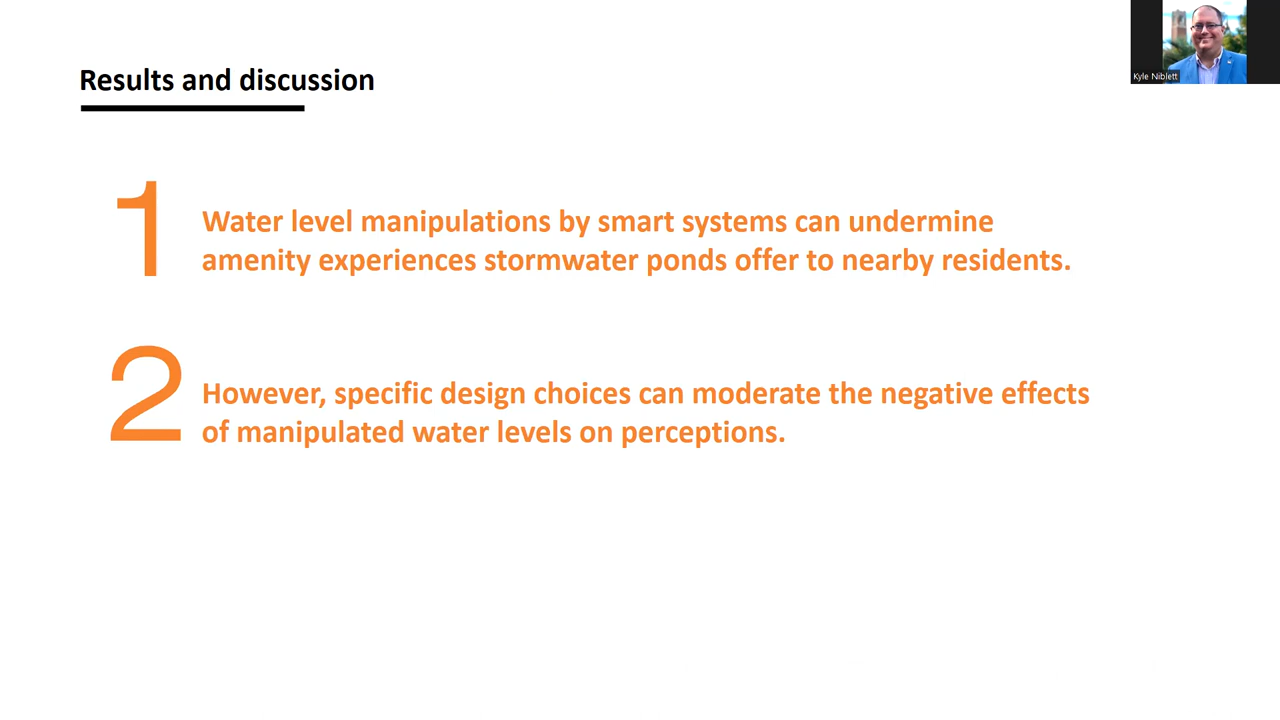 Results and discussion
Kyle Niblett
1
Water level manipulations by smart systems can undermine
amenity experiences stormwater ponds offer to nearby residents.
2
However, specific design choices can moderate the negative effects
of manipulated water levels on perceptions.